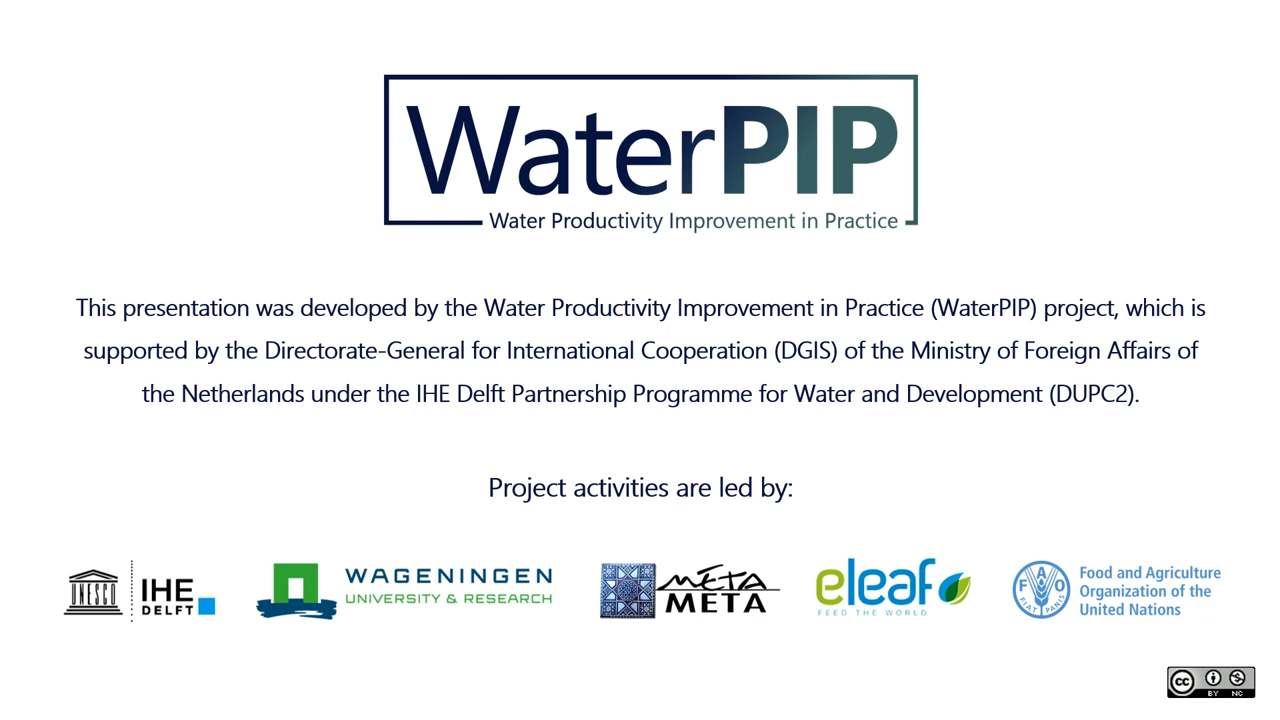 WaterPIP
Water Productivity Improvement in Practice
This presentation was developed by the Water Productivity Improvement in Practice (WaterPIP) project, which is
supported by the Directorate-General for International Cooperation (DGIS) of the Ministry of Foreign Affairs of
the Netherlands under the IHE Delft Partnership Programme for Water and Development (DUPC2).
Project activities are led by:
UNESCO
IHE
DELFT
WAGENINGEN
UNIVERSITY & RESEARCH
META
META
eleaf
FEED THE WORLD
FAO
FIAT PANIS
Food and Agriculture
Organization of the
United Nations
cc
BY NC